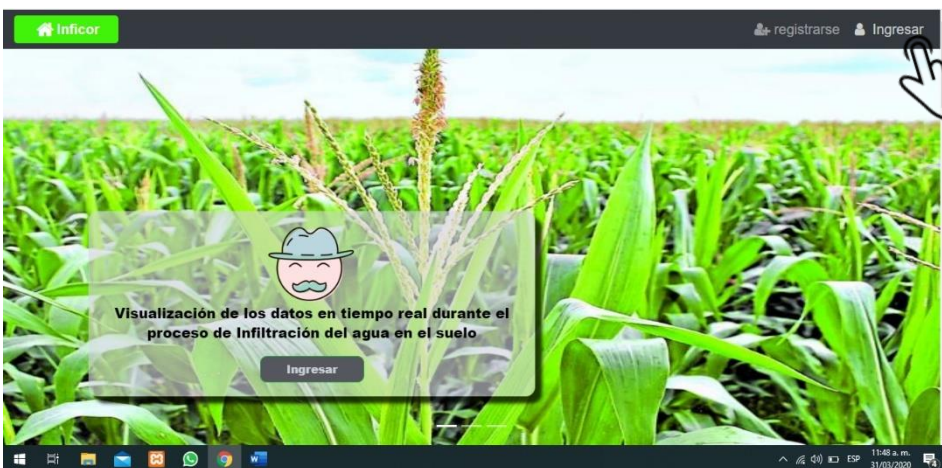 Inficor
registrarse Ingresar
Visualización de los datos en tiempo real durante el
proceso de Infiltración del agua en el suelo
Ingresar
ESP
11:48 a. m.
31/03/2020